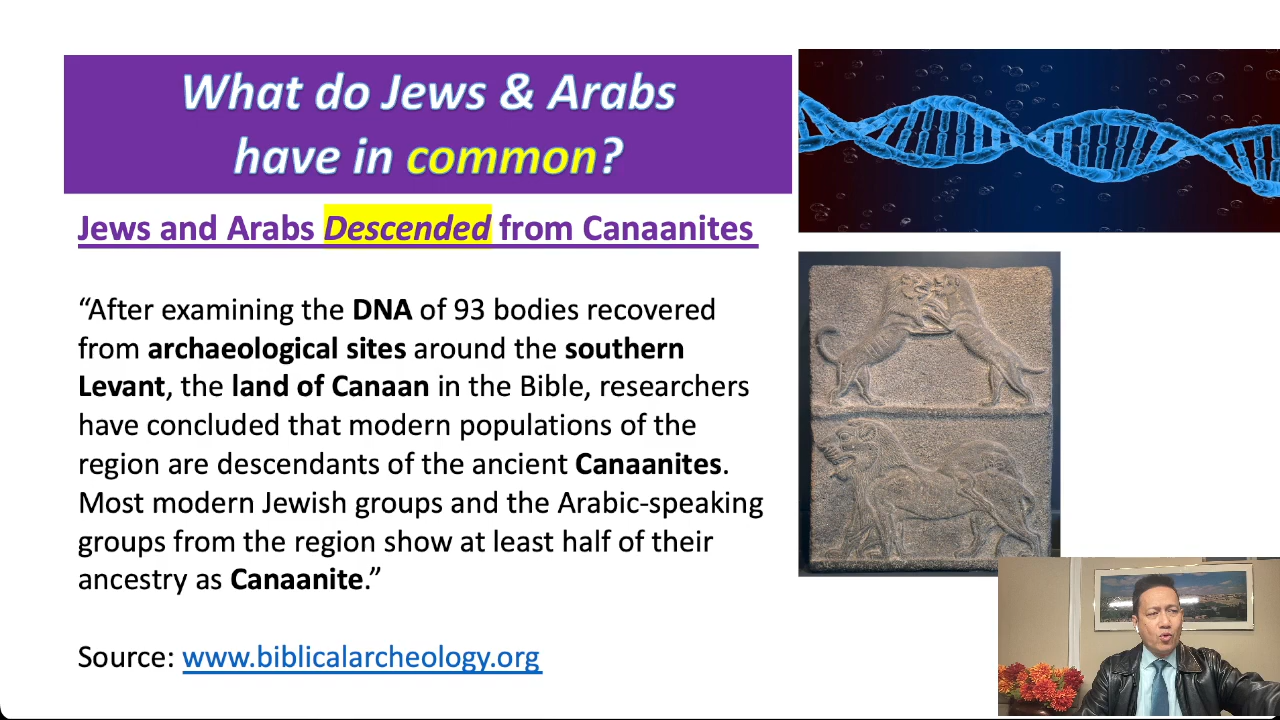 What do Jews & Arabs
have in common?
Jews and Arabs Descended from Canaanites
“After examining the DNA of 93 bodies recovered
from archaeological sites around the southern
Levant, the land of Canaan in the Bible, researchers
have concluded that modern populations of the
region are descendants of the ancient Canaanites.
Most modern Jewish groups and the Arabic-speaking
groups from the region show at least half of their
ancestry as Canaanite.”
Source: www.biblicalarcheology.org